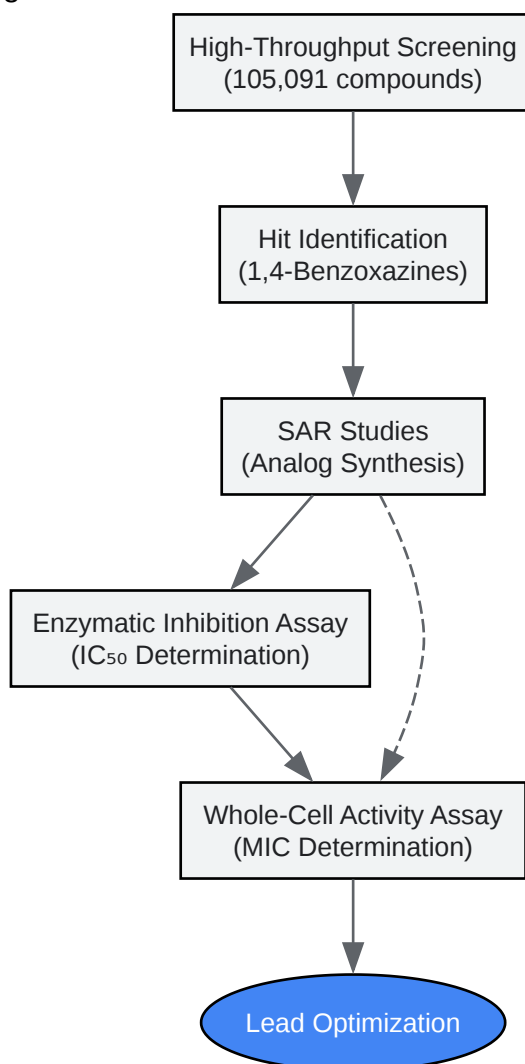 High-Throughput Screening
(105,091 compounds)
Hit Identification
(1,4-Benzoxazines)
SAR Studies
(Analog Synthesis)
Enzymatic Inhibition Assay
(IC₅₀ Determination)
Whole-Cell Activity Assay
(MIC Determination)
Lead Optimization